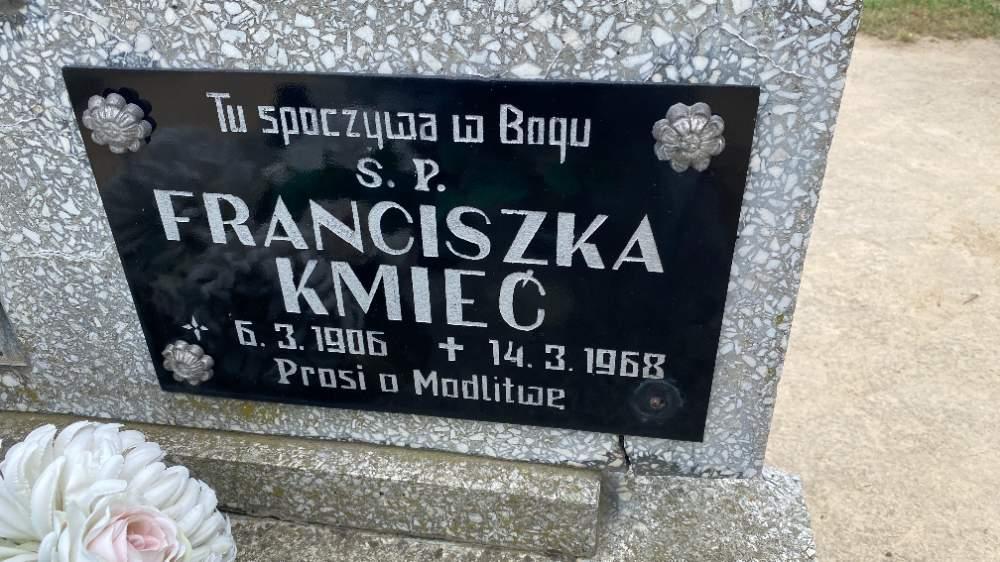 Tu spoczywa w Bogu
Ś. P.
FRANCISZKA
KMIEĆ
6. 3. 1906 ✝ 14. 3. 1968
Prosi o Modlitwę